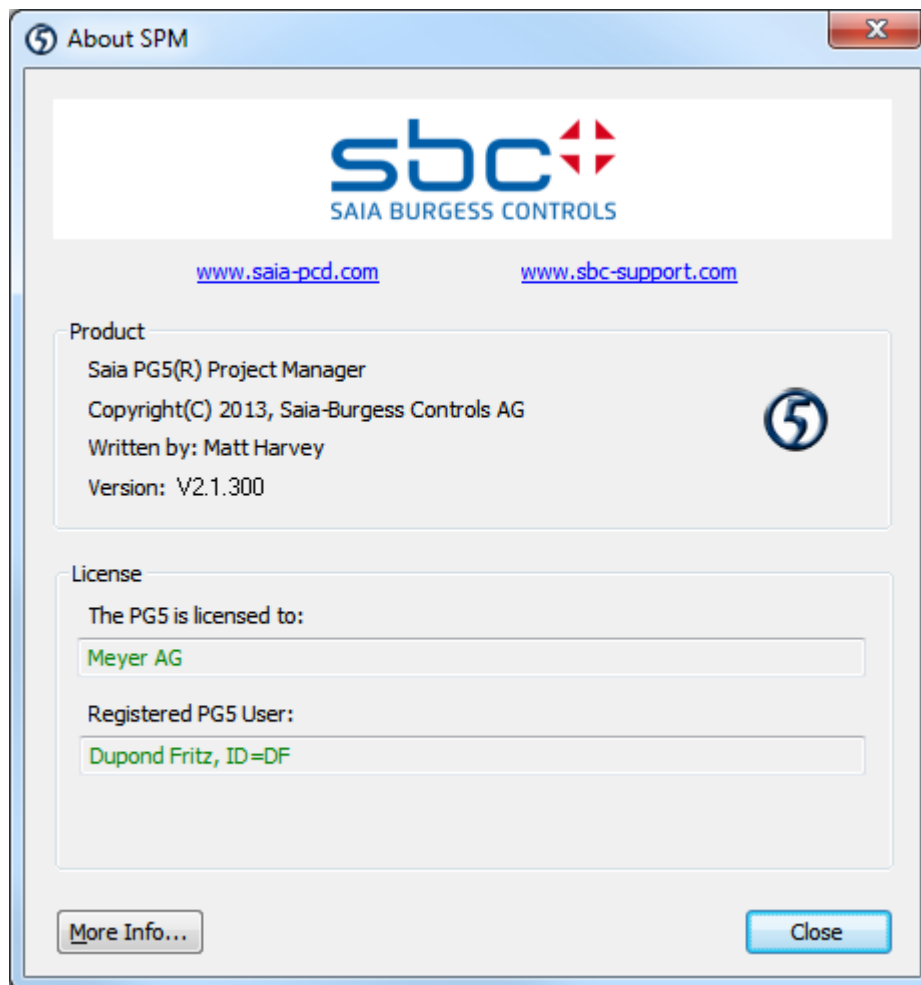 About SPM
sbc
SAIA BURGESS CONTROLS
www.saia-pcd.com www.sbc-support.com
Product
Saia PG5(R) Project Manager
Copyright(C) 2013, Saia-Burgess Controls AG
Written by: Matt Harvey
Version: V2.1.300
License
The PG5 is licensed to:
Meyer AG
Registered PG5 User:
Dupond Fritz, ID=DF
More Info... Close